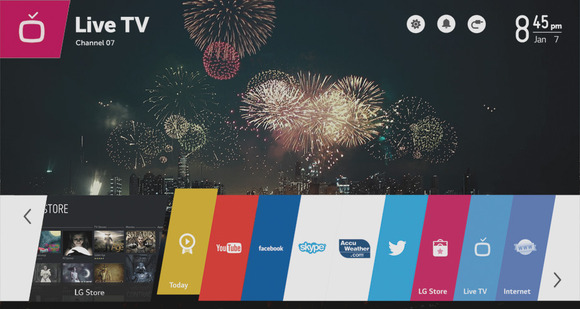 Live TV
Channel 07
8 45 pm
Jan 7
STORE
LG Store
Today
YouTube
facebook
skype
Accu
Weather
.com
LG Store
Live TV
www
Internet